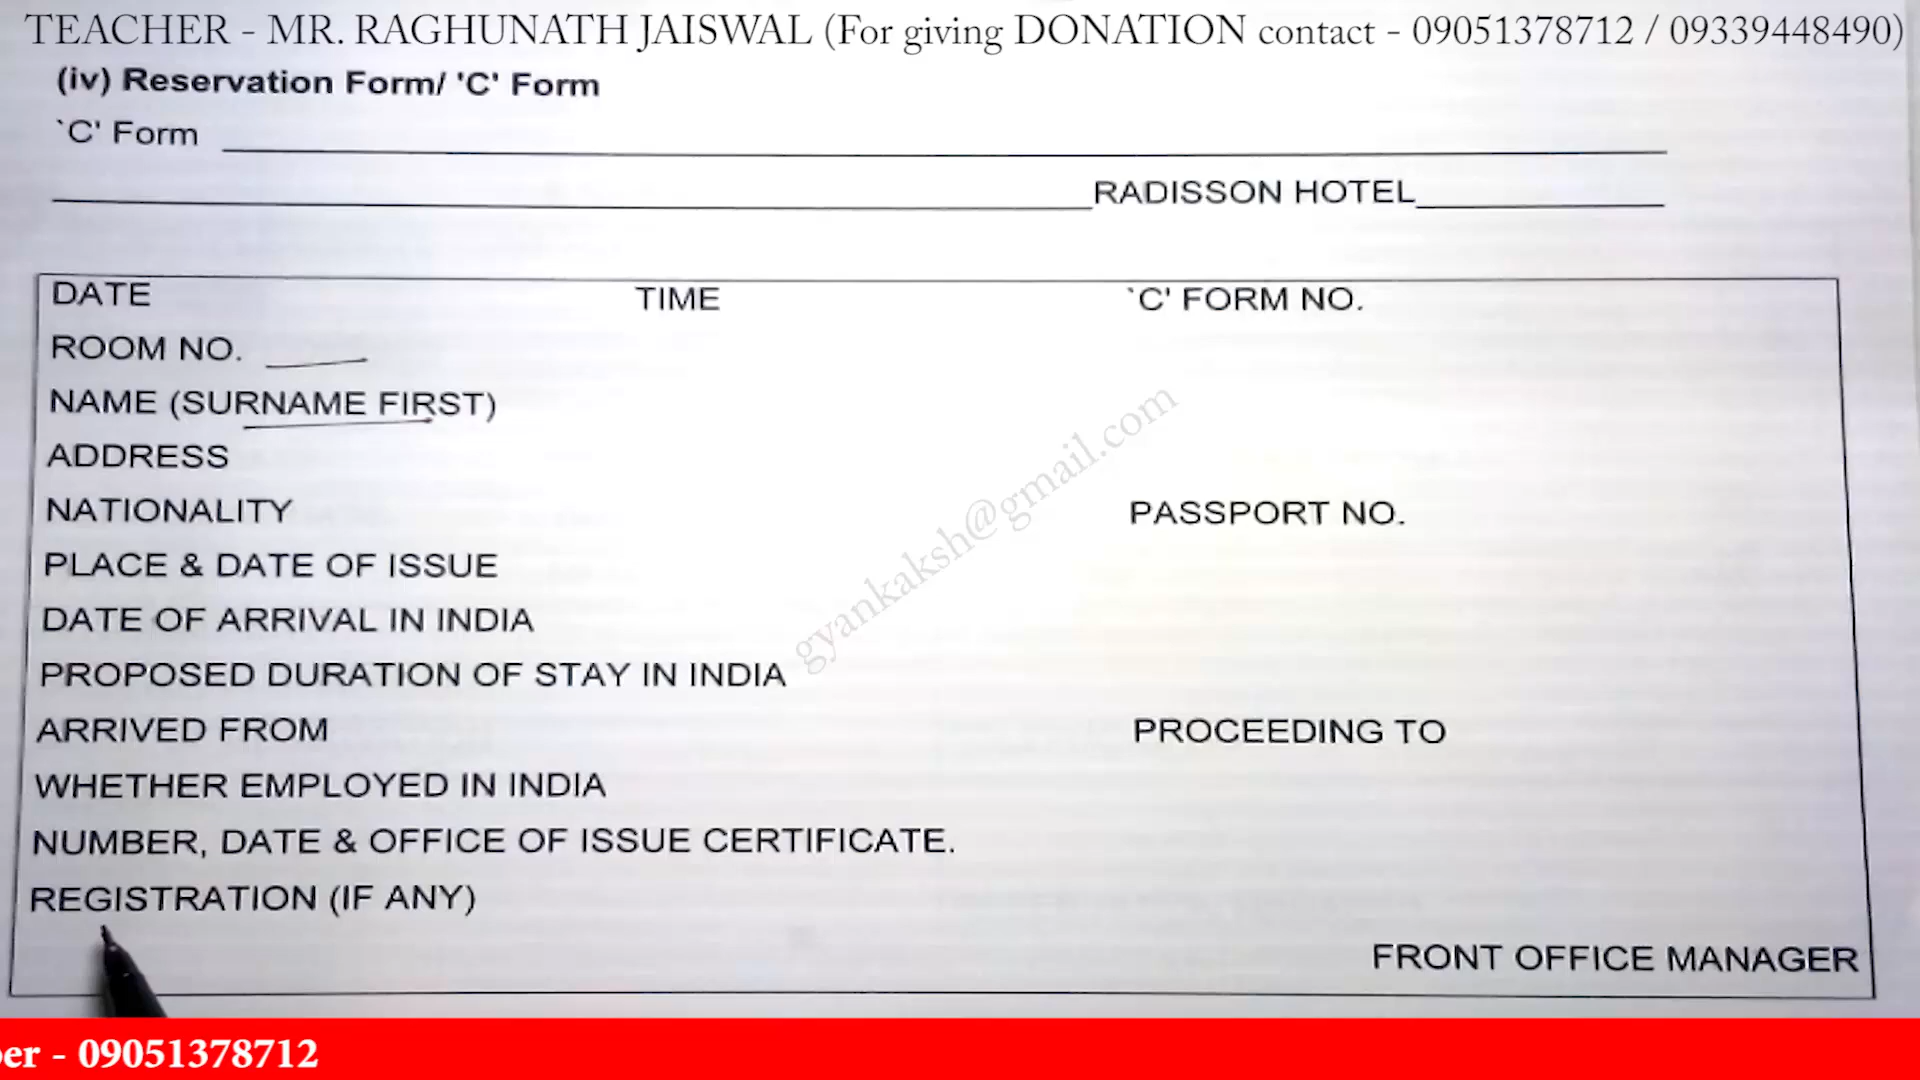 TEACHER - MR. RAGHUNATH JAISWAL (For giving DONATION contact - 09051378712 / 09339448490)
(iv) Reservation Form/ 'C' Form
`C' Form
RADISSON HOTEL
DATE TIME `C' FORM NO.
ROOM NO.
NAME (SURNAME FIRST)
ADDRESS
NATIONALITY PASSPORT NO.
PLACE & DATE OF ISSUE
DATE OF ARRIVAL IN INDIA
PROPOSED DURATION OF STAY IN INDIA
ARRIVED FROM PROCEEDING TO
WHETHER EMPLOYED IN INDIA
NUMBER, DATE & OFFICE OF ISSUE CERTIFICATE.
REGISTRATION (IF ANY)
FRONT OFFICE MANAGER
gyankaksh@gmail.com
- 09051378712